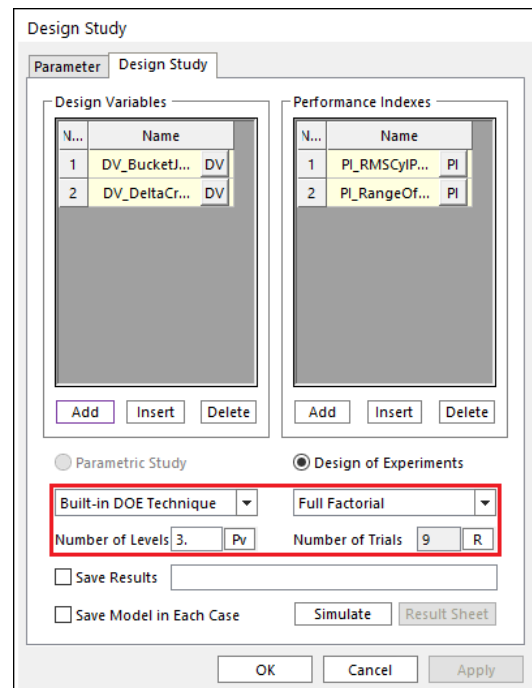 Design Study
Parameter Design Study
Design Variables Performance Indexes
N... Name N... Name
1 DV_BucketJ... DV 1 PI_RMSCylP... PI
2 DV_DeltaCr... DV 2 PI_RangeOf... PI
Add Insert Delete Add Insert Delete
Parametric Study Design of Experiments
Built-in DOE Technique Full Factorial
Number of Levels 3. Pv Number of Trials 9 R
Save Results
Save Model in Each Case Simulate Result Sheet
OK Cancel Apply